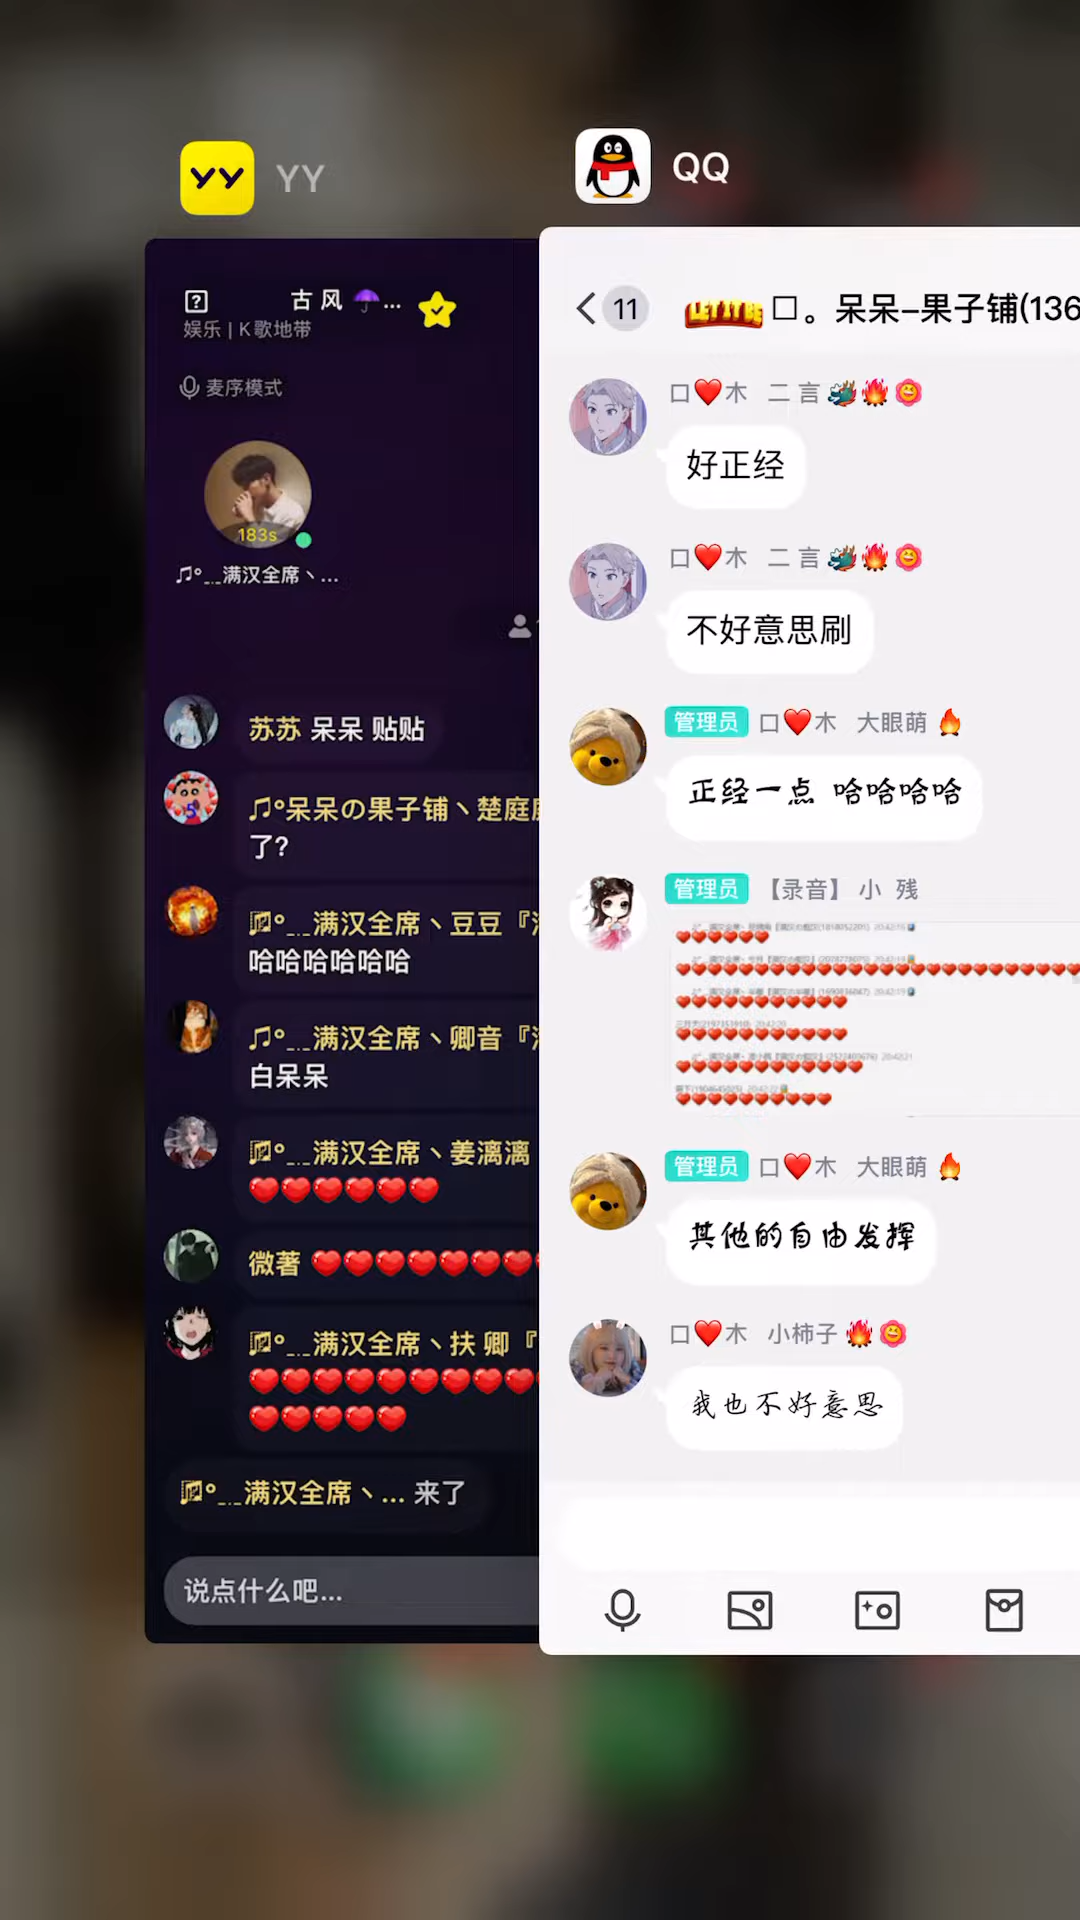 YY
YY
古 风 ☂...
娱乐 | K歌地带
麦序模式
183s
♫°﹎满汉全席丶...
苏苏 呆呆 贴贴
♫°呆呆の果子铺丶楚庭
了?
♫°﹎满汉全席丶豆豆『
哈哈哈哈哈哈
♫°﹎满汉全席丶卿音『
白呆呆
♫°﹎满汉全席丶姜漓漓
❤❤❤❤❤❤
微著 ❤❤❤❤❤❤❤
♫°﹎满汉全席丶扶 卿『
❤❤❤❤❤❤❤❤❤
❤❤❤❤❤
♫°﹎满汉全席丶... 来了
说点什么吧...
QQ
11 LET IT BE 口。呆呆–果子铺(136
口❤木 二 言🐲🔥
好正经
口❤木 二 言🐲🔥
不好意思刷
管理员 口❤木 大眼萌🔥
正经一点 哈哈哈哈
管理员 【录音】 小 残
管理员 口❤木 大眼萌🔥
其他的自由发挥
口❤木 小柿子🔥
我也不好意思